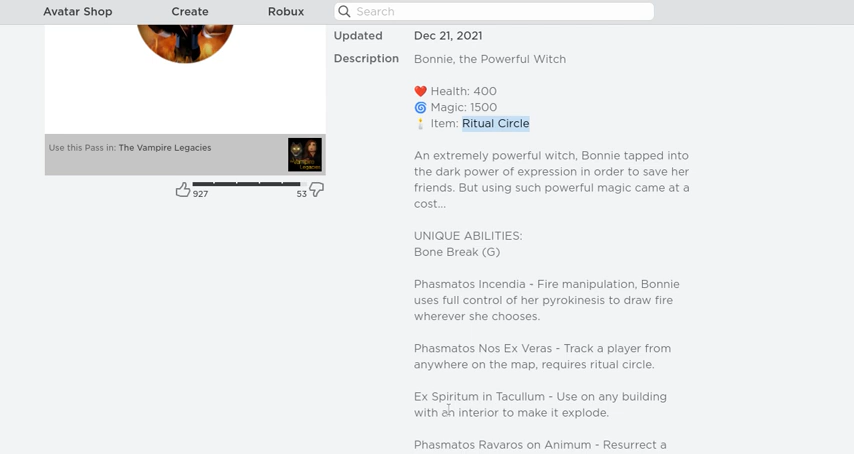 Avatar Shop
Create
Robux
Search
Updated
Dec 21, 2021
Description
Bonnie, the Powerful Witch
❤️ Health: 400
🌀 Magic: 1500
🕯️ Item: Ritual Circle
An extremely powerful witch, Bonnie tapped into
the dark power of expression in order to save her
friends. But using such powerful magic came at a
cost...
UNIQUE ABILITIES:
Bone Break (G)
Phasmatos Incendia - Fire manipulation, Bonnie
uses full control of her pyrokinesis to draw fire
wherever she chooses.
Phasmatos Nos Ex Veras - Track a player from
anywhere on the map, requires ritual circle.
Ex Spiritum in Tacullum - Use on any building
with an interior to make it explode.
Phasmatos Ravaros on Animum - Resurrect a
Use this Pass in: The Vampire Legacies
927
53